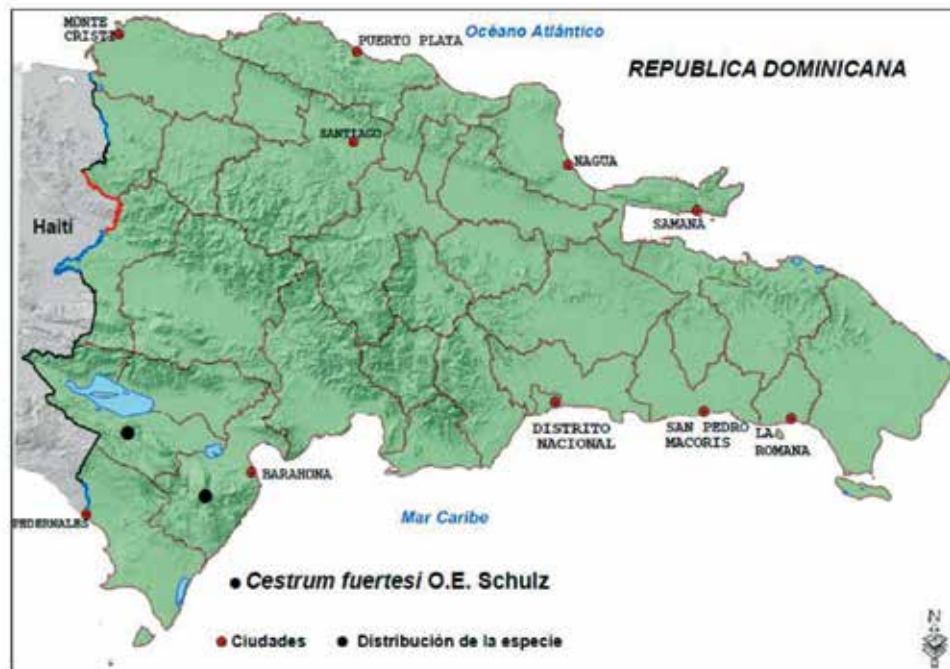 MONTE
CRISTI
PUERTO PLAYA
Océano Atlántico
REPUBLICA DOMINICANA
SANTIAGO
NAGUA
Haití
SAMANA
DISTRITO
NACIONAL
SAN PEDRO
MACORIS
LA
ROMANA
BARAHONA
PEDERNALES
Mar Caribe
Cestrum fuertesi O.E. Schulz
Ciudades
Distribución de la especie
N